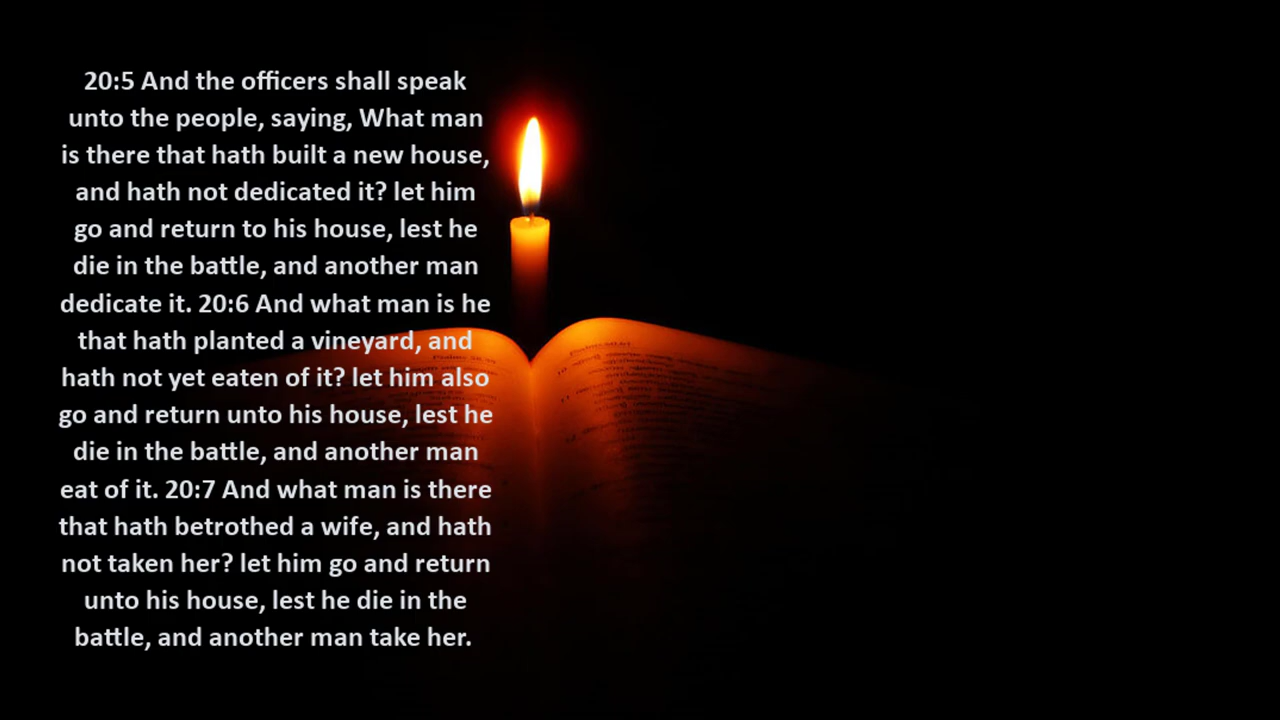 20:5 And the officers shall speak
unto the people, saying, What man
is there that hath built a new house,
and hath not dedicated it? let him
go and return to his house, lest he
die in the battle, and another man
dedicate it. 20:6 And what man is he
that hath planted a vineyard, and
hath not yet eaten of it? let him also
go and return unto his house, lest he
die in the battle, and another man
eat of it. 20:7 And what man is there
that hath betrothed a wife, and hath
not taken her? let him go and return
unto his house, lest he die in the
battle, and another man take her.